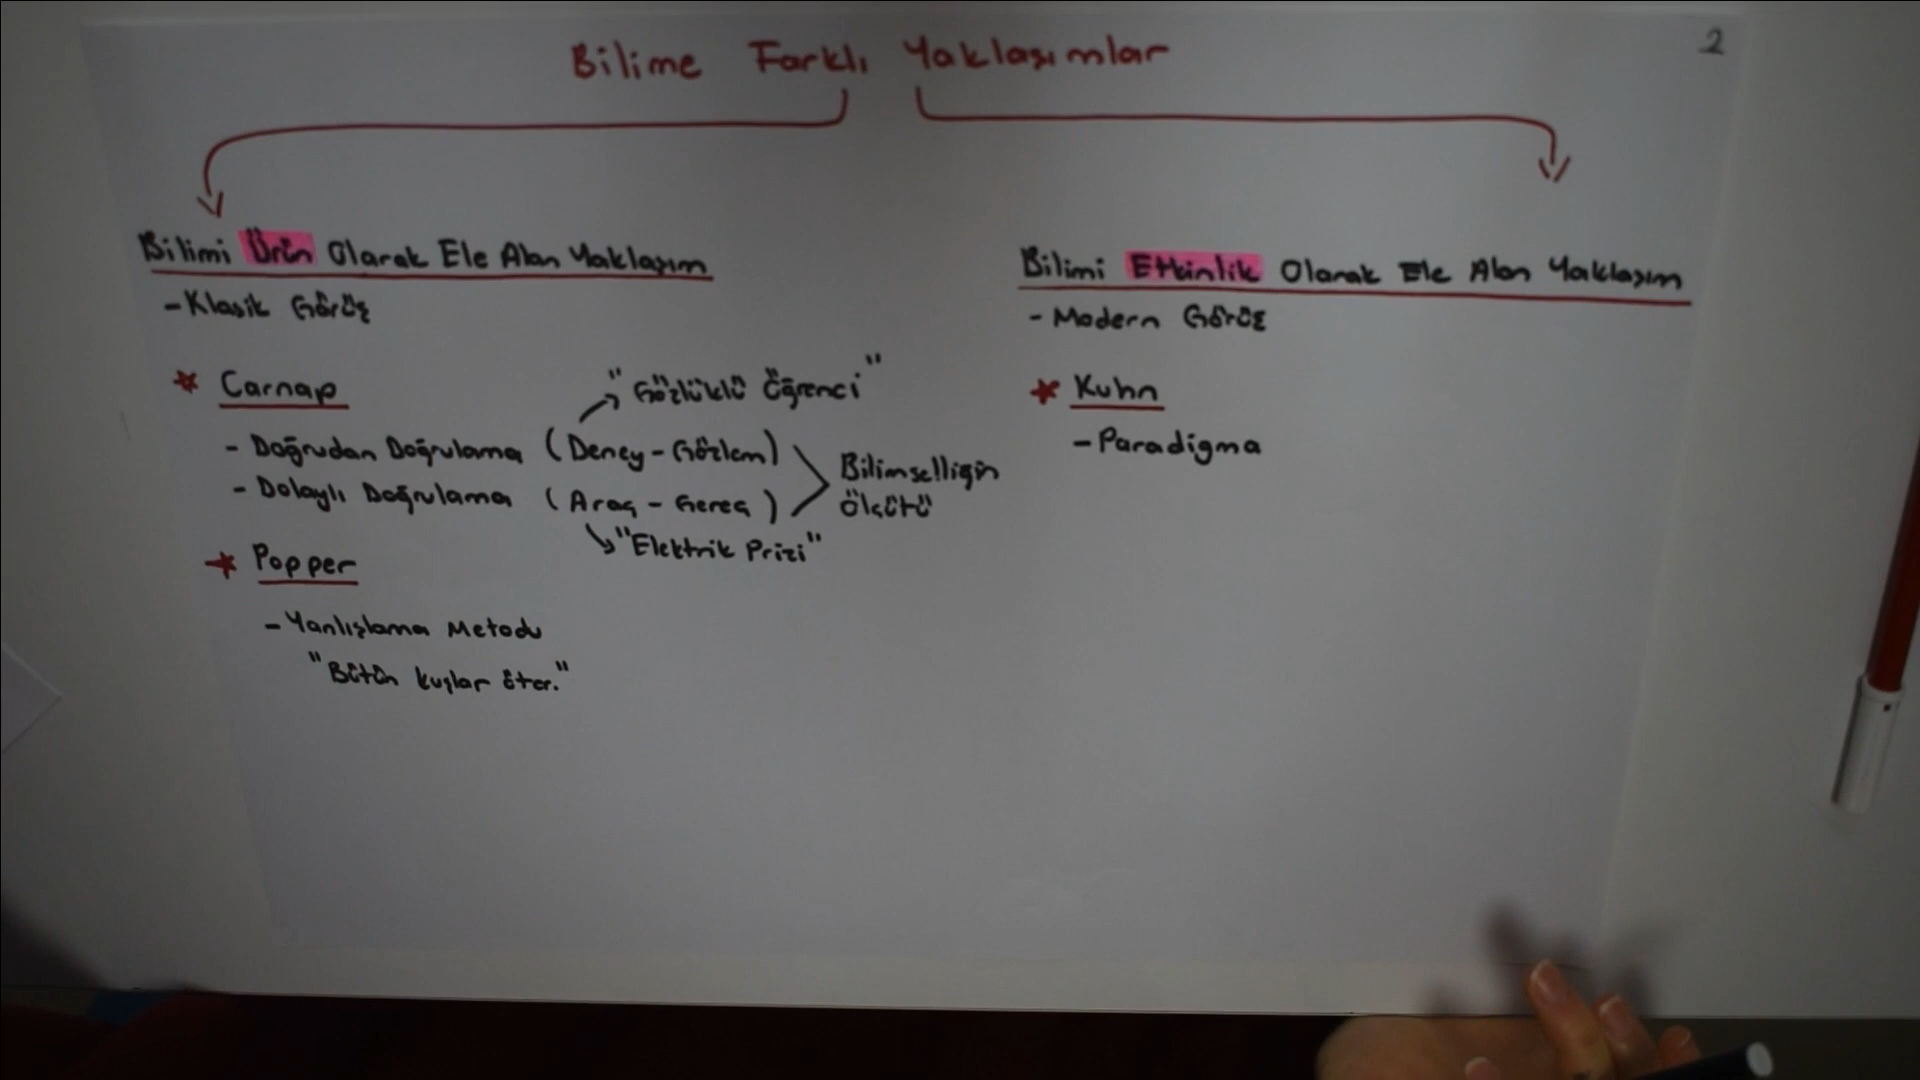 2
Bilime Farklı Yaklaşımlar
Bilimi Ürün Olarak Ele Alan Yaklaşım
- Klasik Görüş
* Carnap
"Gözlüklü Öğrenci"
- Doğrudan Doğrulama (Deney - Gözlem)
- Dolaylı Doğrulama (Araç - Gereç)
Bilimselliğin
Ölçütü
"Elektrik Prizi"
* Popper
- Yanlışlama Metodu
"Bütün kuşlar öter."
Bilimi Etkinlik Olarak Ele Alan Yaklaşım
- Modern Görüş
* Kuhn
- Paradigma